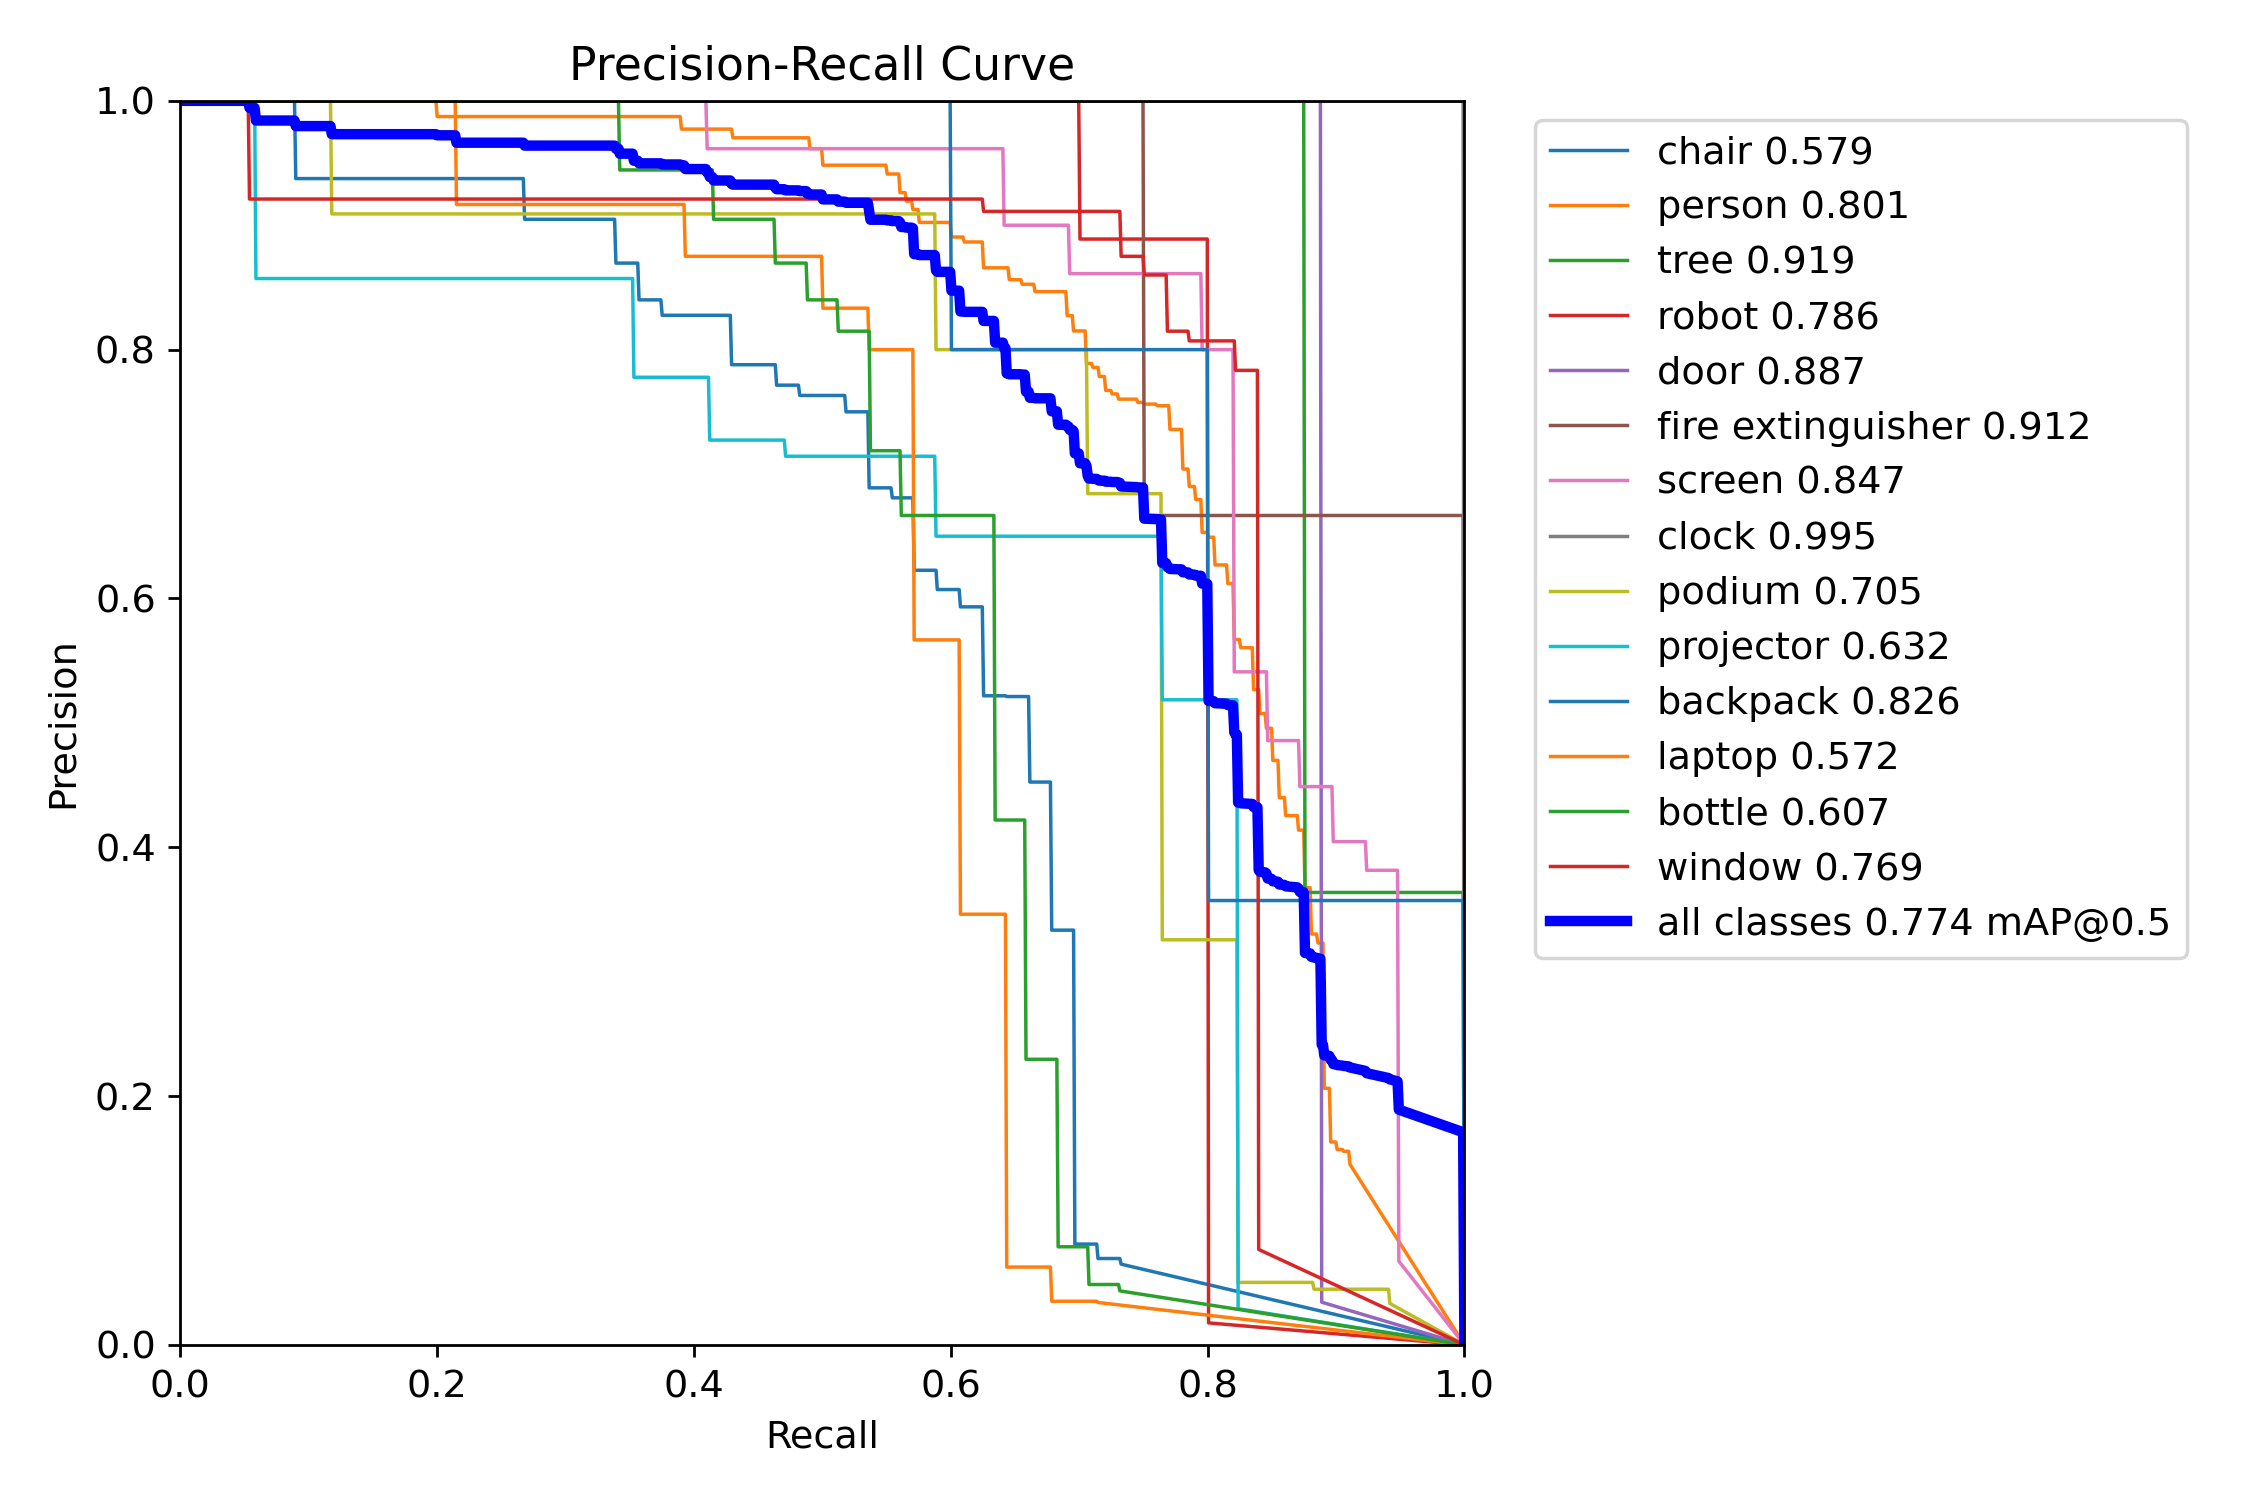 Precision-Recall Curve
1.0
0.8
0.6
0.4
0.2
0.0
Precision
0.0 0.2 0.4 0.6 0.8 1.0
Recall
chair 0.579
person 0.801
tree 0.919
robot 0.786
door 0.887
fire extinguisher 0.912
screen 0.847
clock 0.995
podium 0.705
projector 0.632
backpack 0.826
laptop 0.572
bottle 0.607
window 0.769
all classes 0.774 mAP@0.5